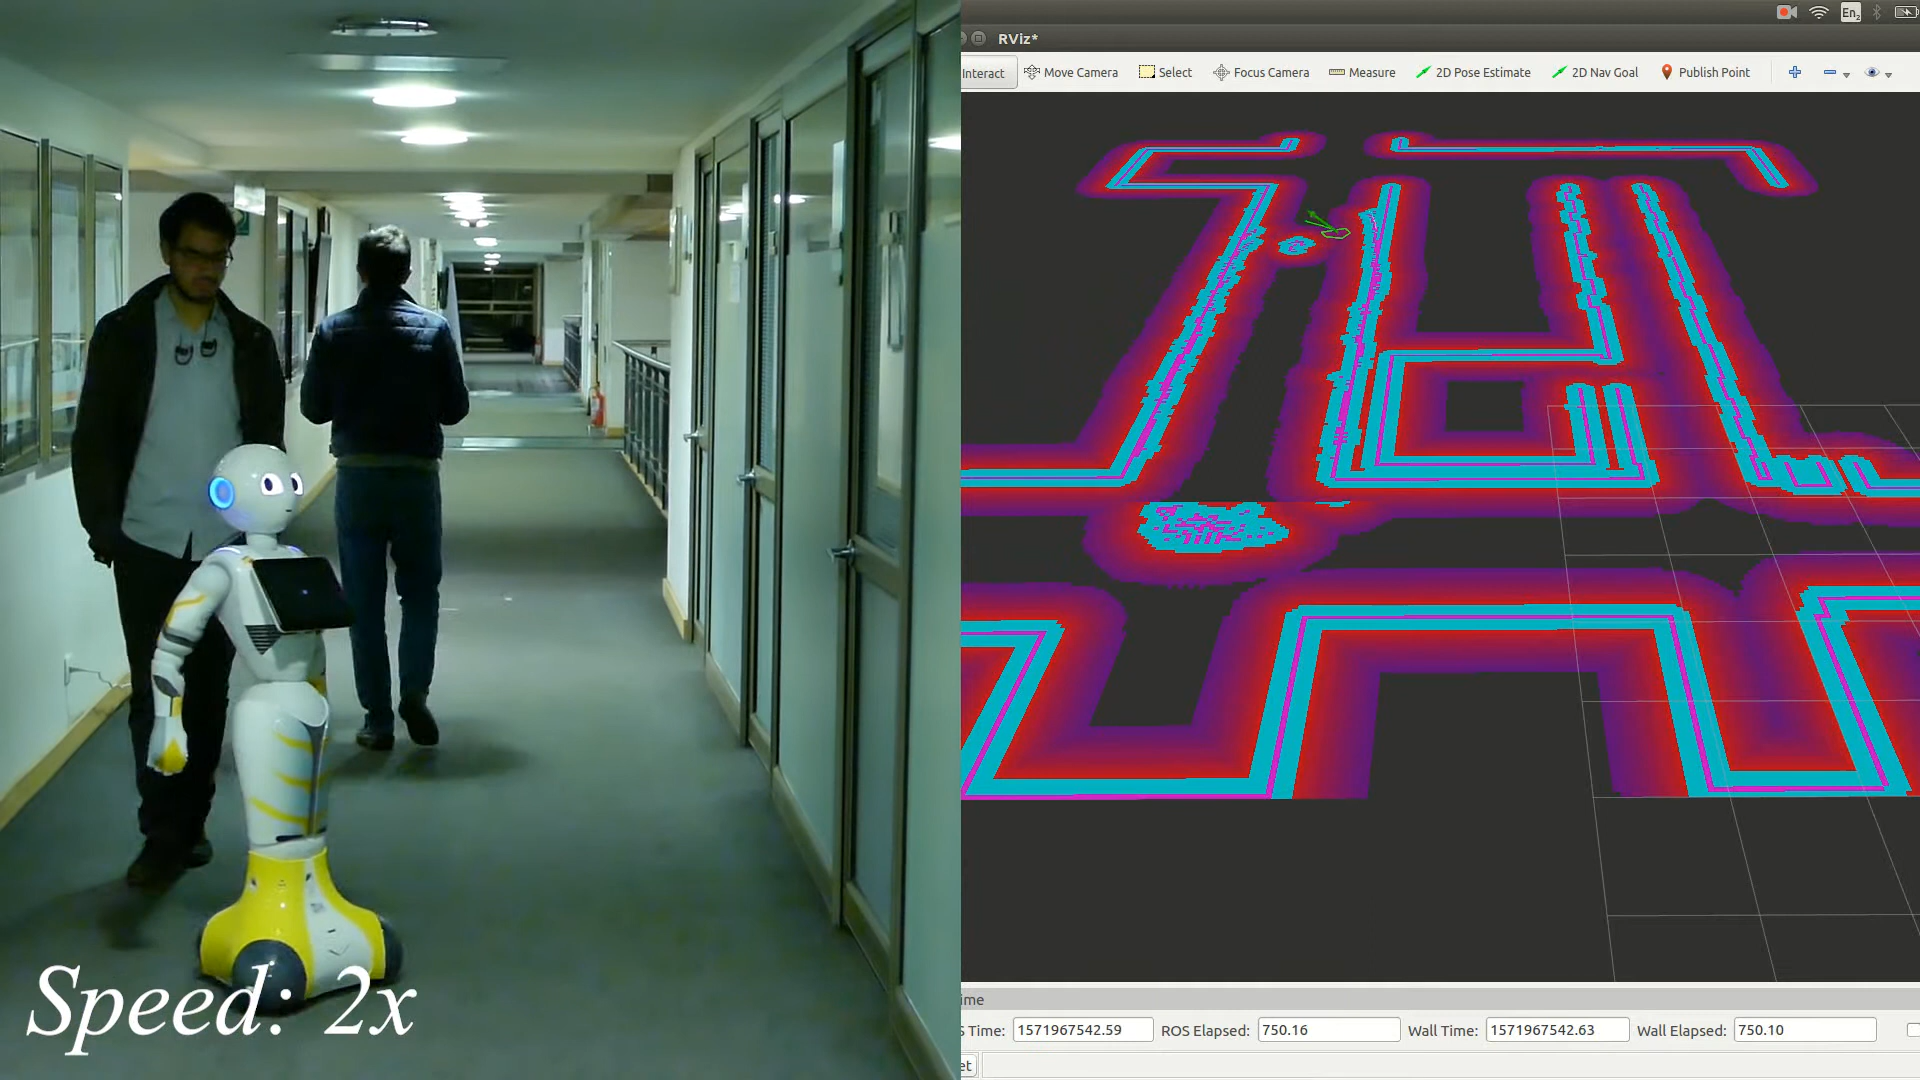 En2
RViz*
Interact Move Camera Select Focus Camera Measure 2D Pose Estimate 2D Nav Goal Publish Point
ime
S Time: 1571967542.59 ROS Elapsed: 750.16 Wall Time: 1571967542.63 Wall Elapsed: 750.10
et
Speed: 2x